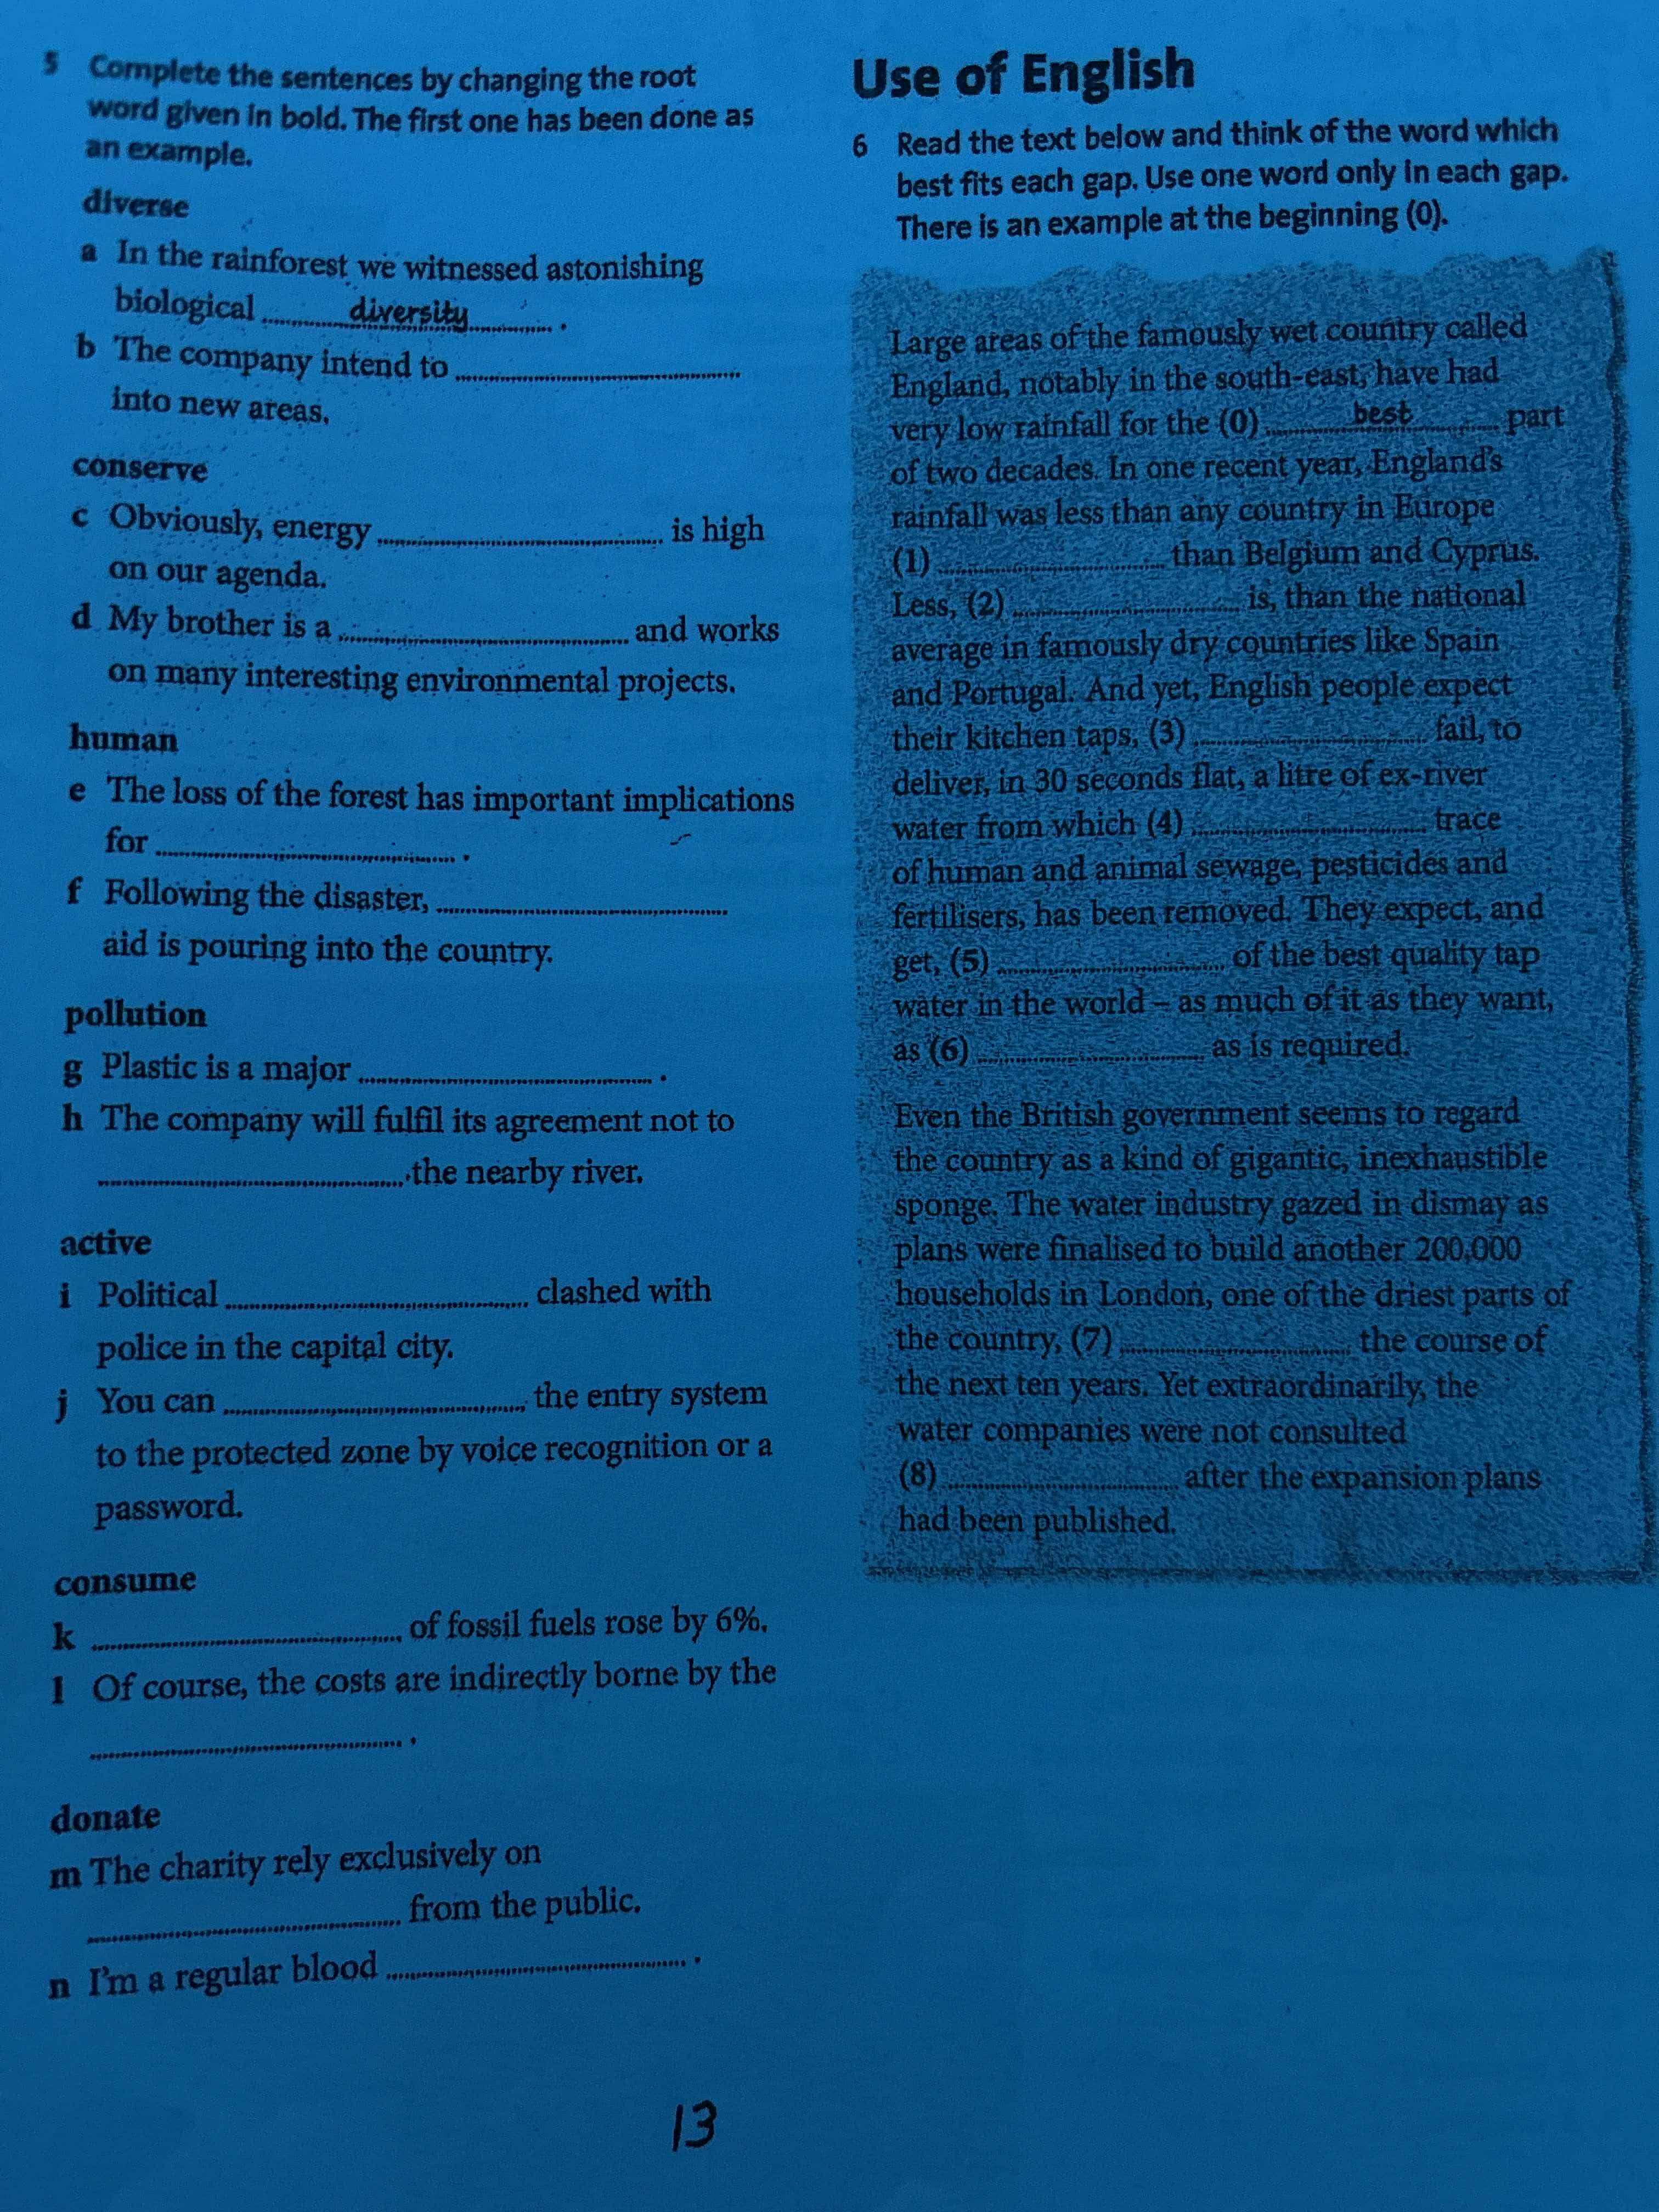 5 Complete the sentences by changing the root
word given in bold. The first one has been done as
an example.
diverse
a In the rainforest we witnessed astonishing
biological diversity .
b The company intend to
into new areas.
conserve
c Obviously, energy is high
on our agenda.
d My brother is a and works
on many interesting environmental projects.
human
e The loss of the forest has important implications
for .
f Following the disaster,
aid is pouring into the country.
pollution
g Plastic is a major .
h The company will fulfil its agreement not to
the nearby river.
active
i Political clashed with
police in the capital city.
j You can the entry system
to the protected zone by voice recognition or a
password.
consume
k of fossil fuels rose by 6%.
l Of course, the costs are indirectly borne by the
.
donate
m The charity rely exclusively on
from the public.
n I'm a regular blood .
Use of English
6 Read the text below and think of the word which
best fits each gap. Use one word only in each gap.
There is an example at the beginning (0).
Large areas of the famously wet country called
England, notably in the south-east, have had
very low rainfall for the (0) best part
of two decades. In one recent year, England's
rainfall was less than any country in Europe
(1) than Belgium and Cyprus.
Less, (2) is, than the national
average in famously dry countries like Spain
and Portugal. And yet, English people expect
their kitchen taps, (3) fail, to
deliver, in 30 seconds flat, a litre of ex-river
water from which (4) trace
of human and animal sewage, pesticides and
fertilisers, has been removed. They expect, and
get, (5) of the best quality tap
water in the world – as much of it as they want,
as (6) as is required.
Even the British government seems to regard
the country as a kind of gigantic, inexhaustible
sponge. The water industry gazed in dismay as
plans were finalised to build another 200,000
households in London, one of the driest parts of
the country, (7) the course of
the next ten years. Yet extraordinarily, the
water companies were not consulted
(8) after the expansion plans
had been published.
13